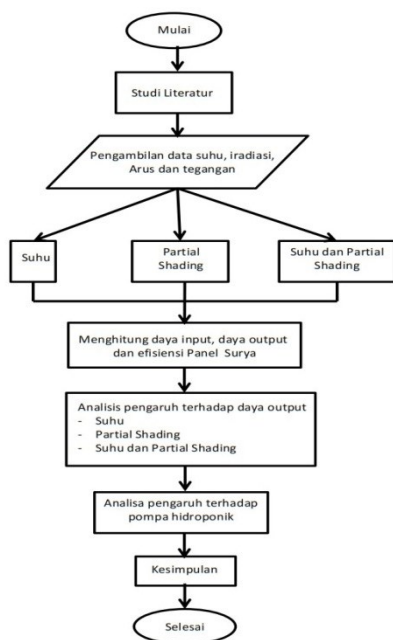 Mulai
Studi Literatur
Pengambilan data suhu, iradiasi,
Arus dan tegangan
Suhu
Partial
Shading
Suhu dan Partial
Shading
Menghitung daya input, daya output
dan efisiensi Panel Surya
Analisis pengaruh terhadap daya output
- Suhu
- Partial Shading
- Suhu dan Partial Shading
Analisa pengaruh terhadap
pompa hidroponik
Kesimpulan
Selesai